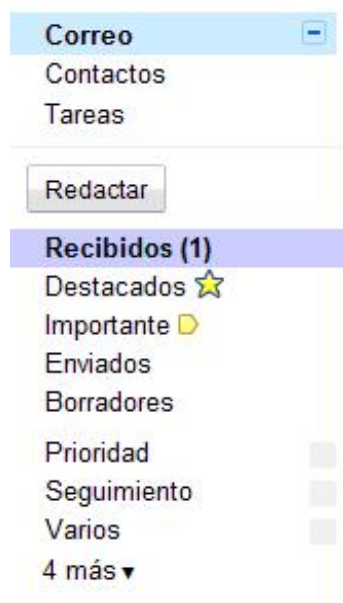 Correo
Contactos
Tareas
Redactar
Recibidos (1)
Destacados
Importante
Enviados
Borradores
Prioridad
Seguimiento
Varios
4 más